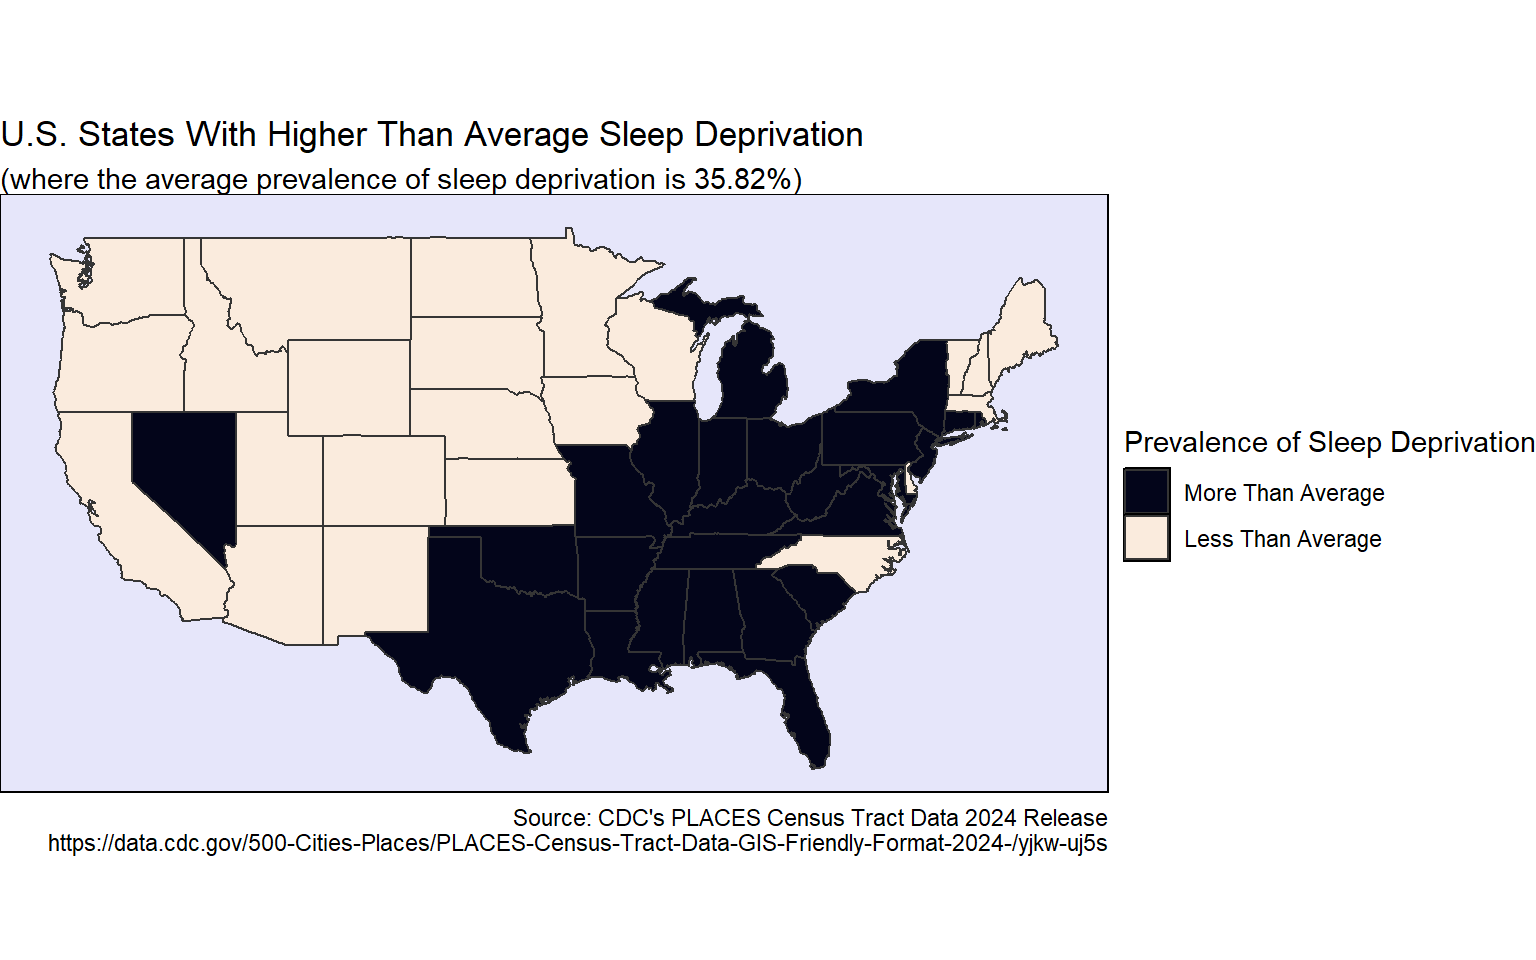 U.S. States With Higher Than Average Sleep Deprivation
(where the average prevalence of sleep deprivation is 35.82%)
Prevalence of Sleep Deprivation
More Than Average
Less Than Average
Source: CDC's PLACES Census Tract Data 2024 Release
https://data.cdc.gov/500-Cities-Places/PLACES-Census-Tract-Data-GIS-Friendly-Format-2024-/yjkw-uj5s